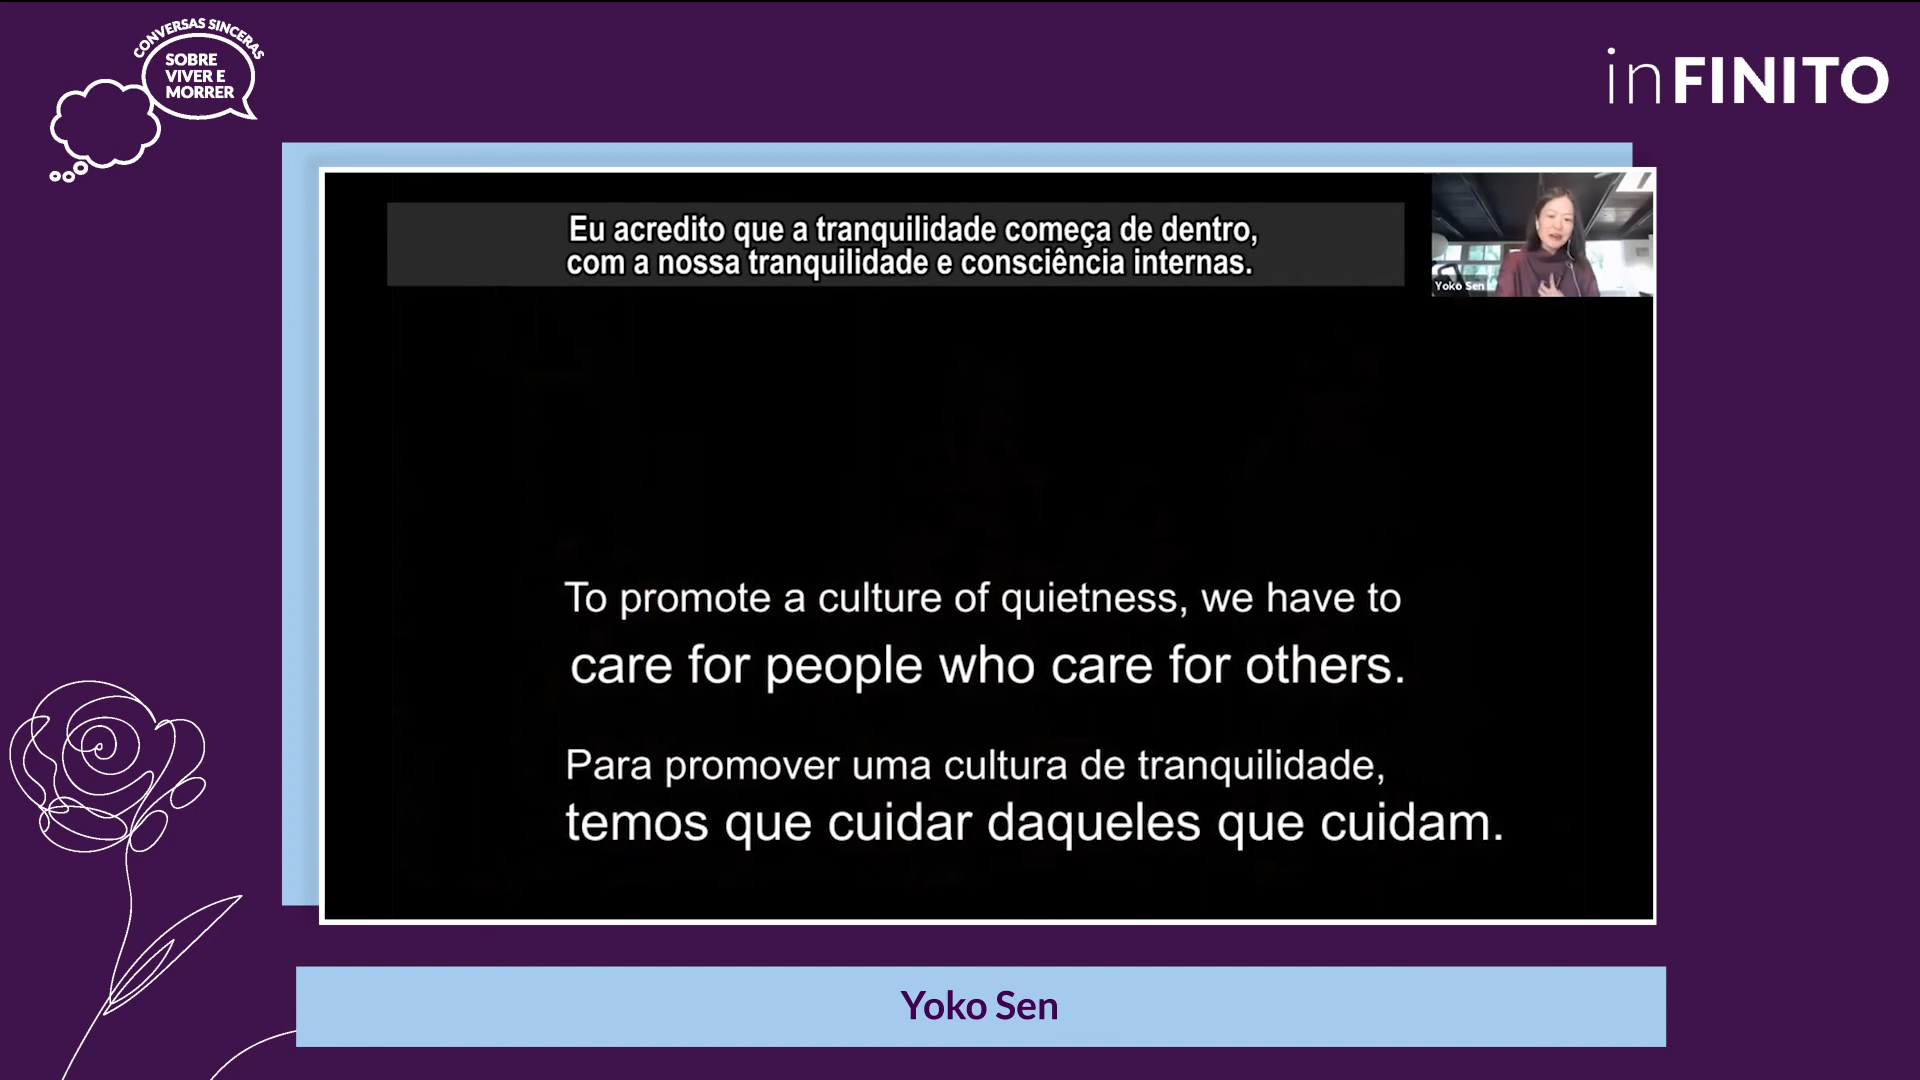 CONVERSAS SINCERAS
SOBRE
VIVER E
MORRER
inFINITO
Eu acredito que a tranquilidade começa de dentro,
com a nossa tranquilidade e consciência internas.
Yoko Sen
To promote a culture of quietness, we have to
care for people who care for others.
Para promover uma cultura de tranquilidade,
temos que cuidar daqueles que cuidam.
Yoko Sen